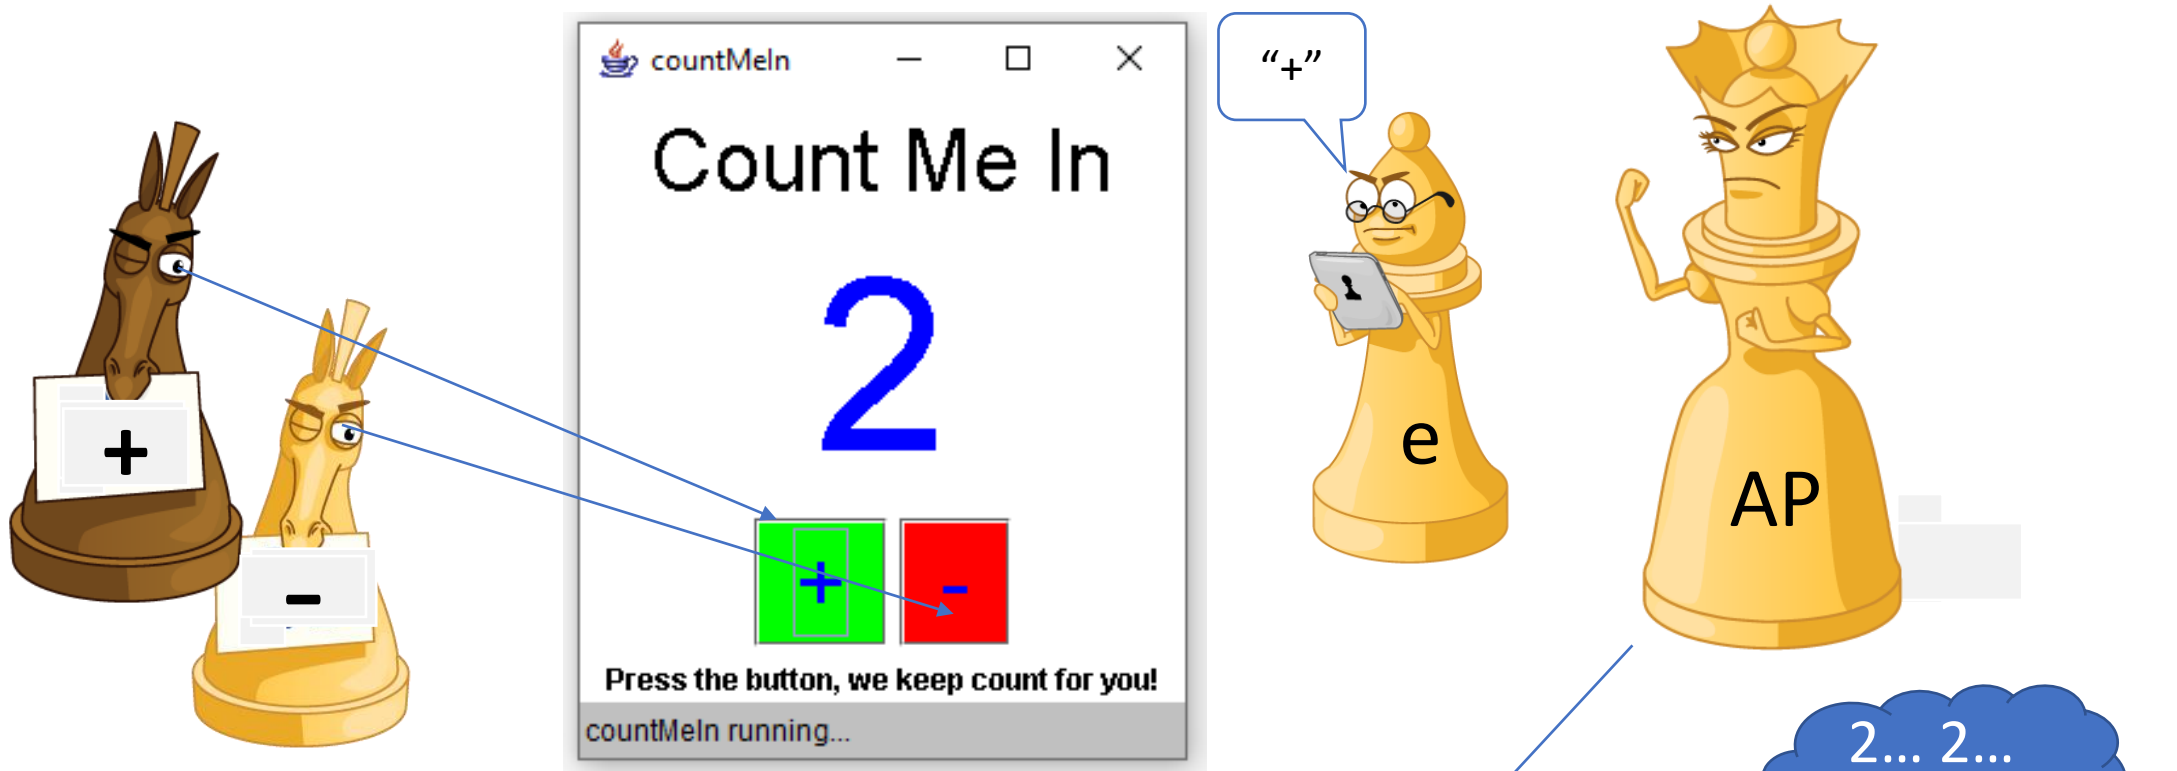 countMeIn
Count Me In
2
+ -
Press the button, we keep count for you!
countMeIn running...
+
-
“+”
e
AP
2... 2...